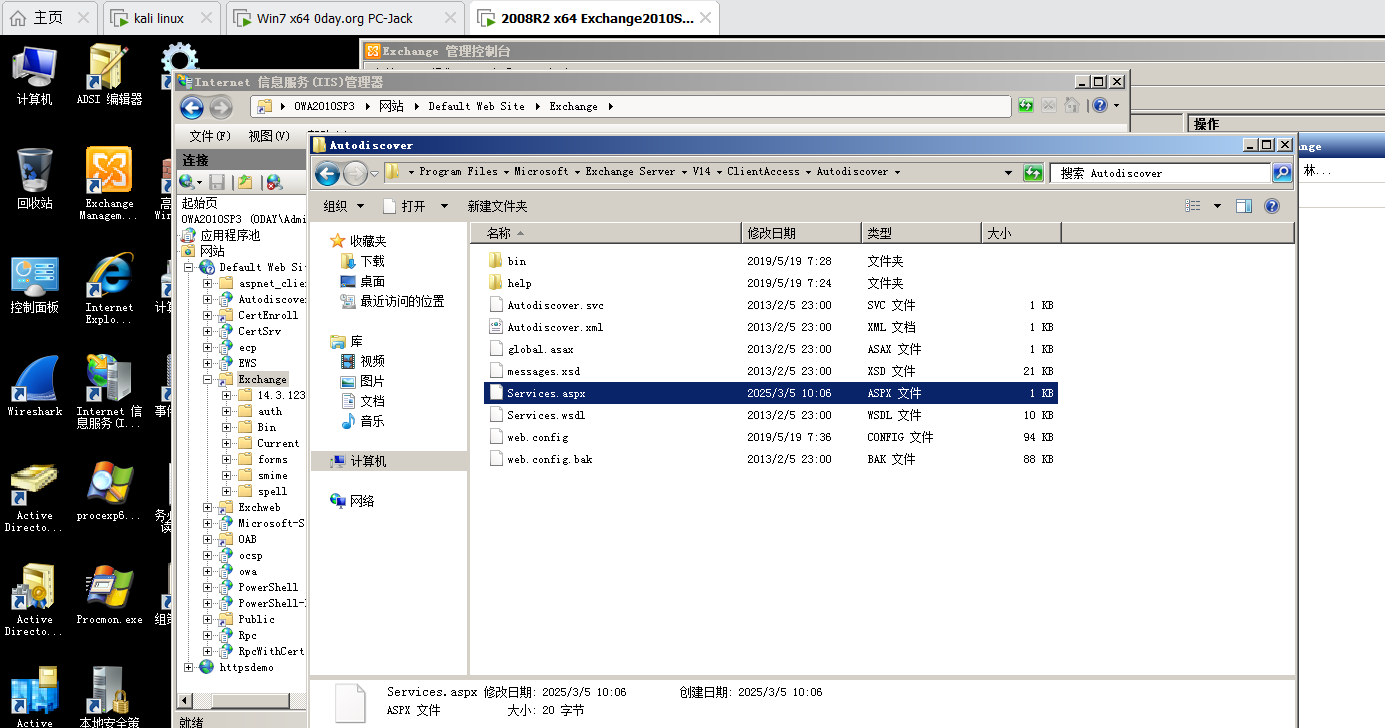 主页
kali linux
Win7 x64 0day.org PC-Jack
2008R2 x64 Exchange2010S...
计算机
ADSI 编辑器
回收站
Exchange
Managem...
控制面板
Internet
Explo...
Wireshark
Internet 信
息服务(I...
Active
Directo...
procexp6...
Active
Directo...
Procmon.exe
Active
本地安全策
Exchange 管理控制台
操作
林...
Internet 信息服务(IIS)管理器
OWA2010SP3
网站
Default Web Site
Exchange
文件(F)
视图(V)
连接
起始页
OWA2010SP3 (0DAY\Admi
应用程序池
网站
Default Web Si
aspnet_clie
Autodiscove
CertEnroll
CertSrv
ecp
EWS
Exchange
14.3.123
auth
Bin
Current
forms
smime
spell
Exchweb
Microsoft-S
OAB
ocsp
owa
PowerShell
PowerShell-
Public
Rpc
RpcWithCert
httpsdemo
就绪
Autodiscover
Program Files
Microsoft
Exchange Server
V14
ClientAccess
Autodiscover
搜索 Autodiscover
组织
打开
新建文件夹
收藏夹
下载
桌面
最近访问的位置
库
视频
图片
文档
音乐
计算机
网络
名称 修改日期 类型 大小
bin 2019/5/19 7:28 文件夹
help 2019/5/19 7:24 文件夹
Autodiscover.svc 2013/2/5 23:00 SVC 文件 1 KB
Autodiscover.xml 2013/2/5 23:00 XML 文档 1 KB
global.asax 2013/2/5 23:00 ASAX 文件 1 KB
messages.xsd 2013/2/5 23:00 XSD 文件 21 KB
Services.aspx 2025/3/5 10:06 ASPX 文件 1 KB
Services.wsdl 2013/2/5 23:00 WSDL 文件 10 KB
web.config 2019/5/19 7:36 CONFIG 文件 94 KB
web.config.bak 2013/2/5 23:00 BAK 文件 88 KB
Services.aspx 修改日期: 2025/3/5 10:06 创建日期: 2025/3/5 10:06
ASPX 文件 大小: 20 字节